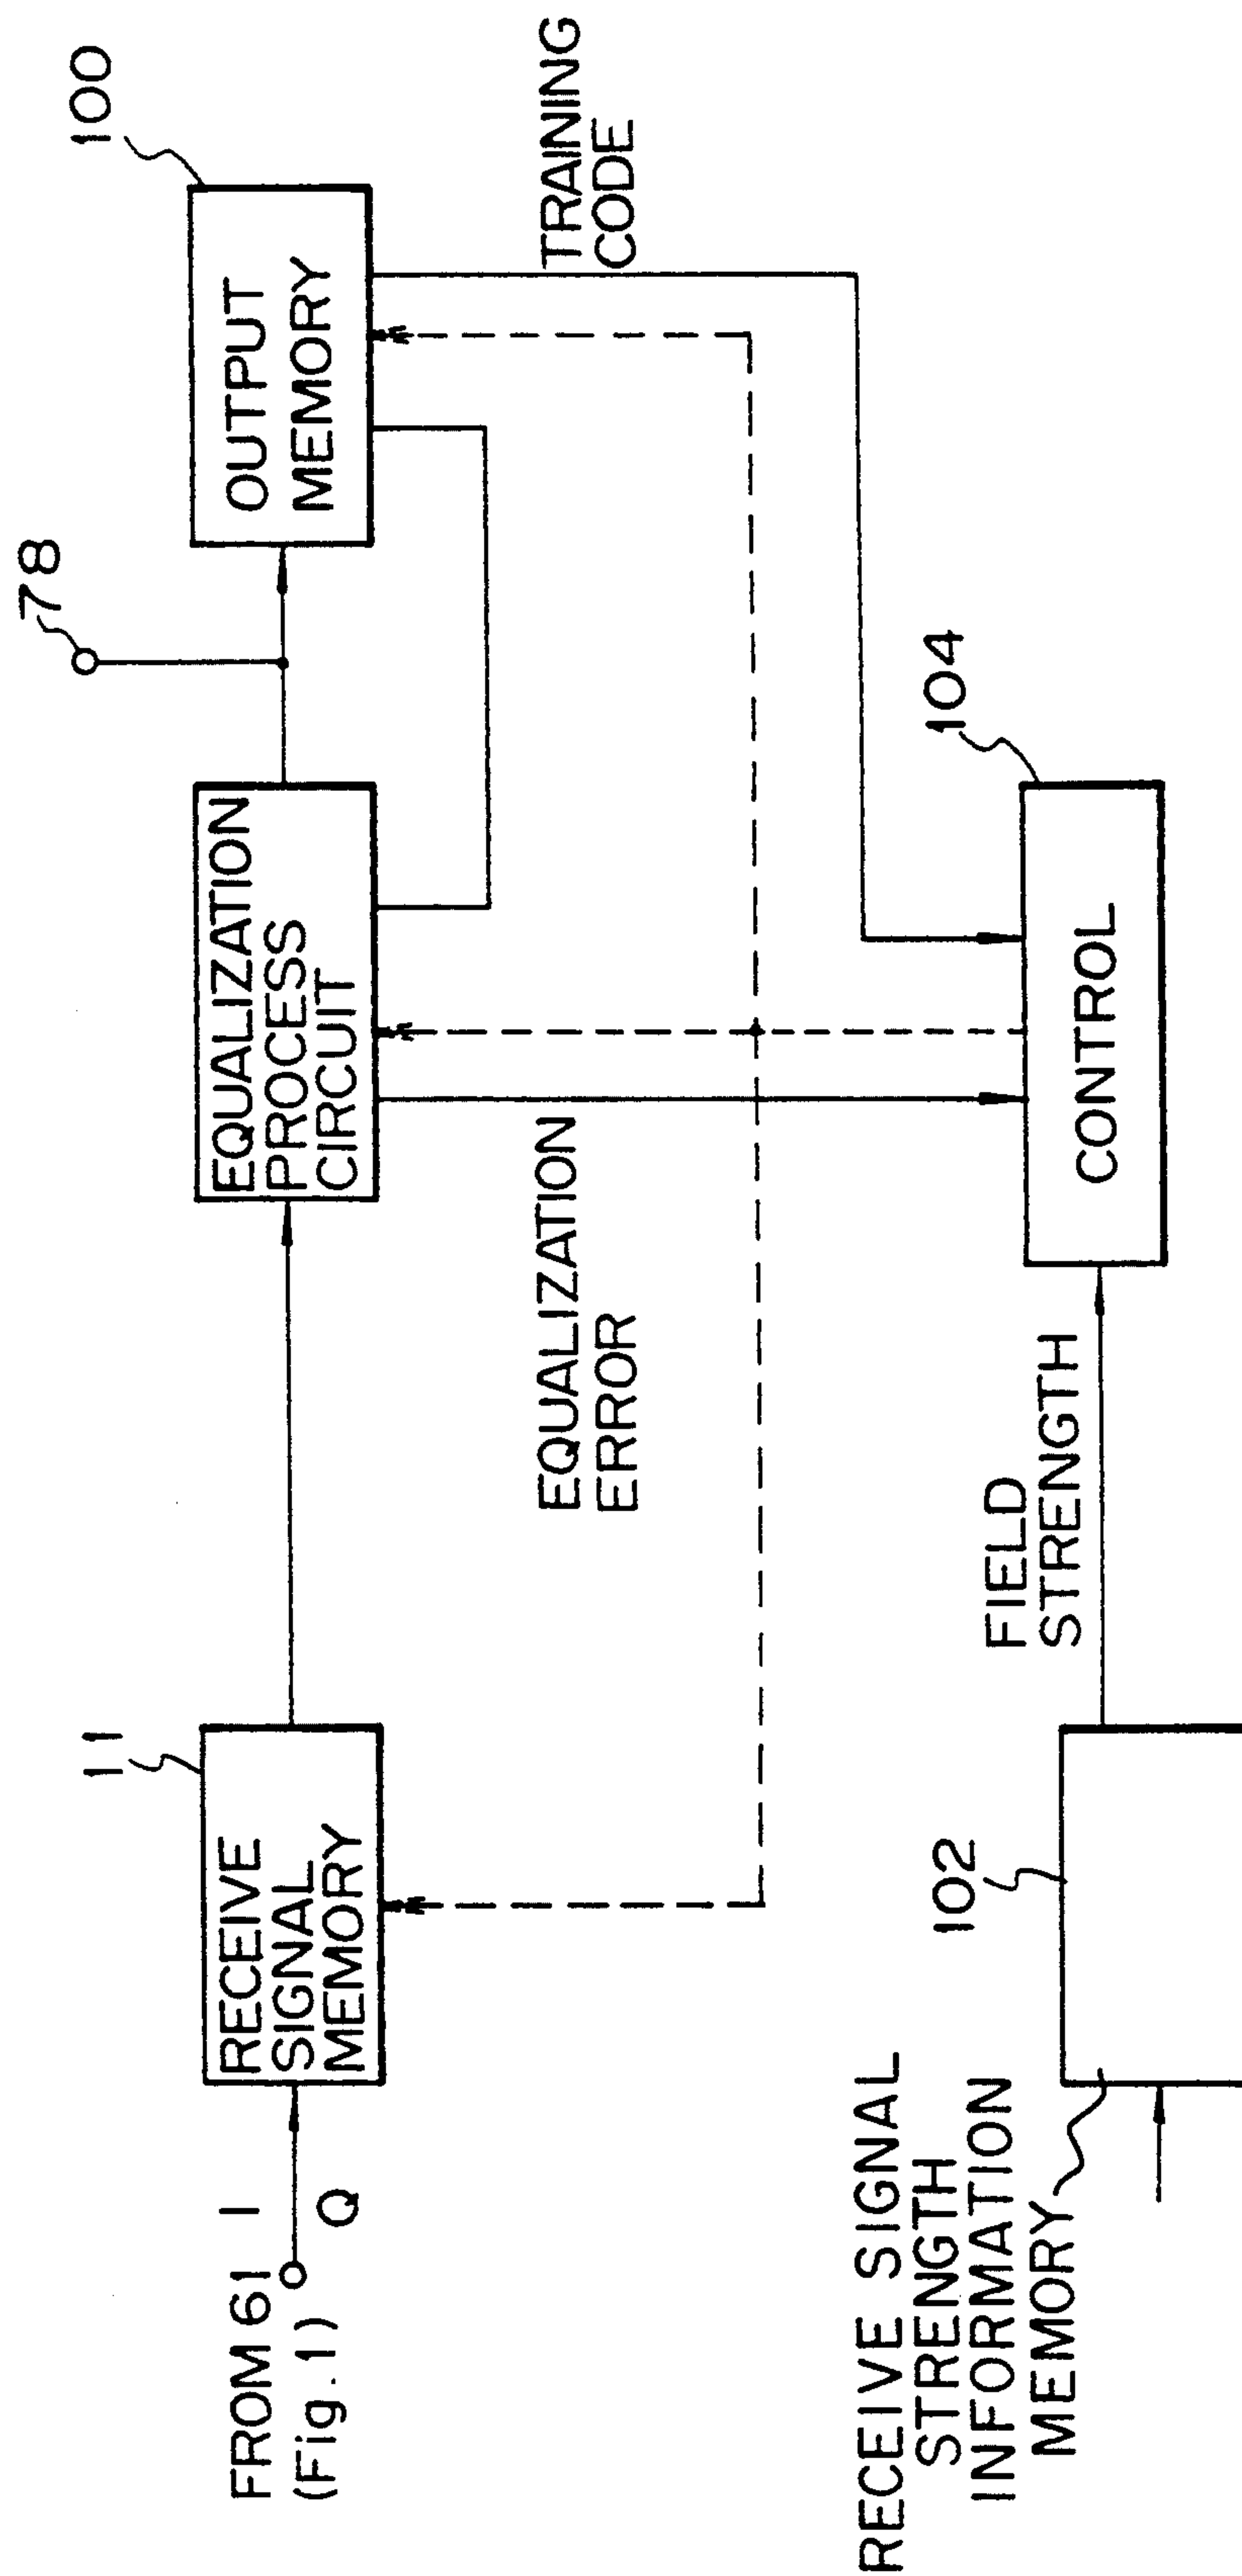 FROM 61
(Fig. 1)
I
Q
11
RECEIVE
SIGNAL
MEMORY
EQUALIZATION
PROCESS
CIRCUIT
78
100
OUTPUT
MEMORY
EQUALIZATION
ERROR
TRAINING
CODE
RECEIVE SIGNAL
STRENGTH
INFORMATION
MEMORY
102
FIELD
STRENGTH
104
CONTROL